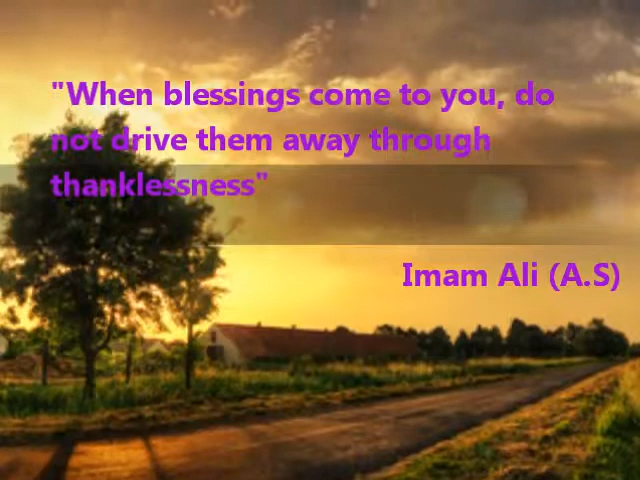 "When blessings come to you, do
not drive them away through
thanklessness"
Imam Ali (A.S)